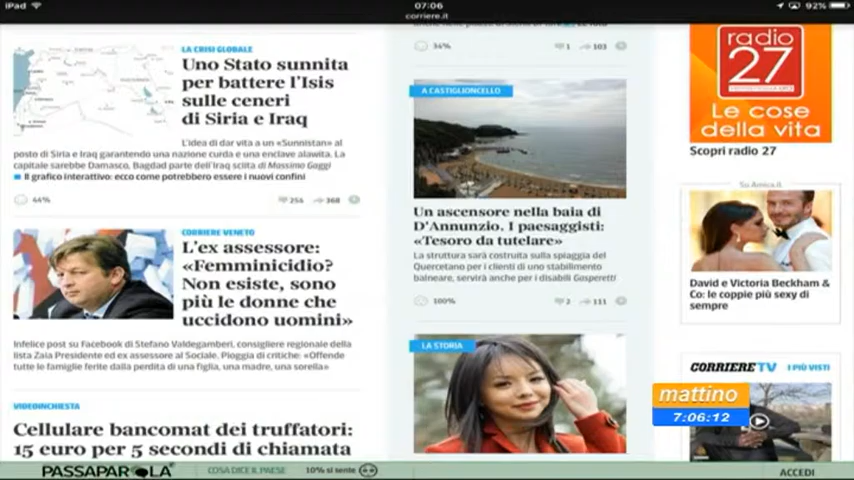 iPad
07:06
92%
corriere.it
LA CRISI GLOBALE
Uno Stato sunnita
per battere l'Isis
sulle ceneri
di Siria e Iraq
L'idea di dar vita a un «Sunnistan» al
posto di Siria e Iraq garantendo una nazione curda e una enclave alawita. La
capitale sarebbe Damasco, Bagdad parte dell'Iraq sciita di Massimo Gaggi
Il grafico interattivo: ecco come potrebbero essere i nuovi confini
44%
254
368
CORRIERE VENETO
L'ex assessore:
«Femminicidio?
Non esiste, sono
più le donne che
uccidono uomini»
Infelice post su Facebook di Stefano Valdegamberi, consigliere regionale della
lista Zaia Presidente ed ex assessore al Sociale. Pioggia di critiche: «Offende
tutte le famiglie ferite dalla perdita di una figlia, una madre, una sorella»
VIDEOINCHIESTA
Cellulare bancomat dei truffatori:
15 euro per 5 secondi di chiamata
34%
1
103
A CASTIGLIONCELLO
Un ascensore nella baia di
D'Annunzio. I paesaggisti:
«Tesoro da tutelare»
La struttura sarà costruita sulla spiaggia del
Quercetano per i clienti di uno stabilimento
balneare, servirà anche per i disabili Gasperetti
100%
2
111
LA STORIA
radio
27
Le cose
della vita
Scopri radio 27
Su Amica.it
David e Victoria Beckham &
Co: le coppie più sexy di
sempre
CORRIERE TV
I PIÙ VISTI
mattino
7:06:12
PASSAPAROLA
COSA DICE IL PAESE
10% si sente
ACCEDI